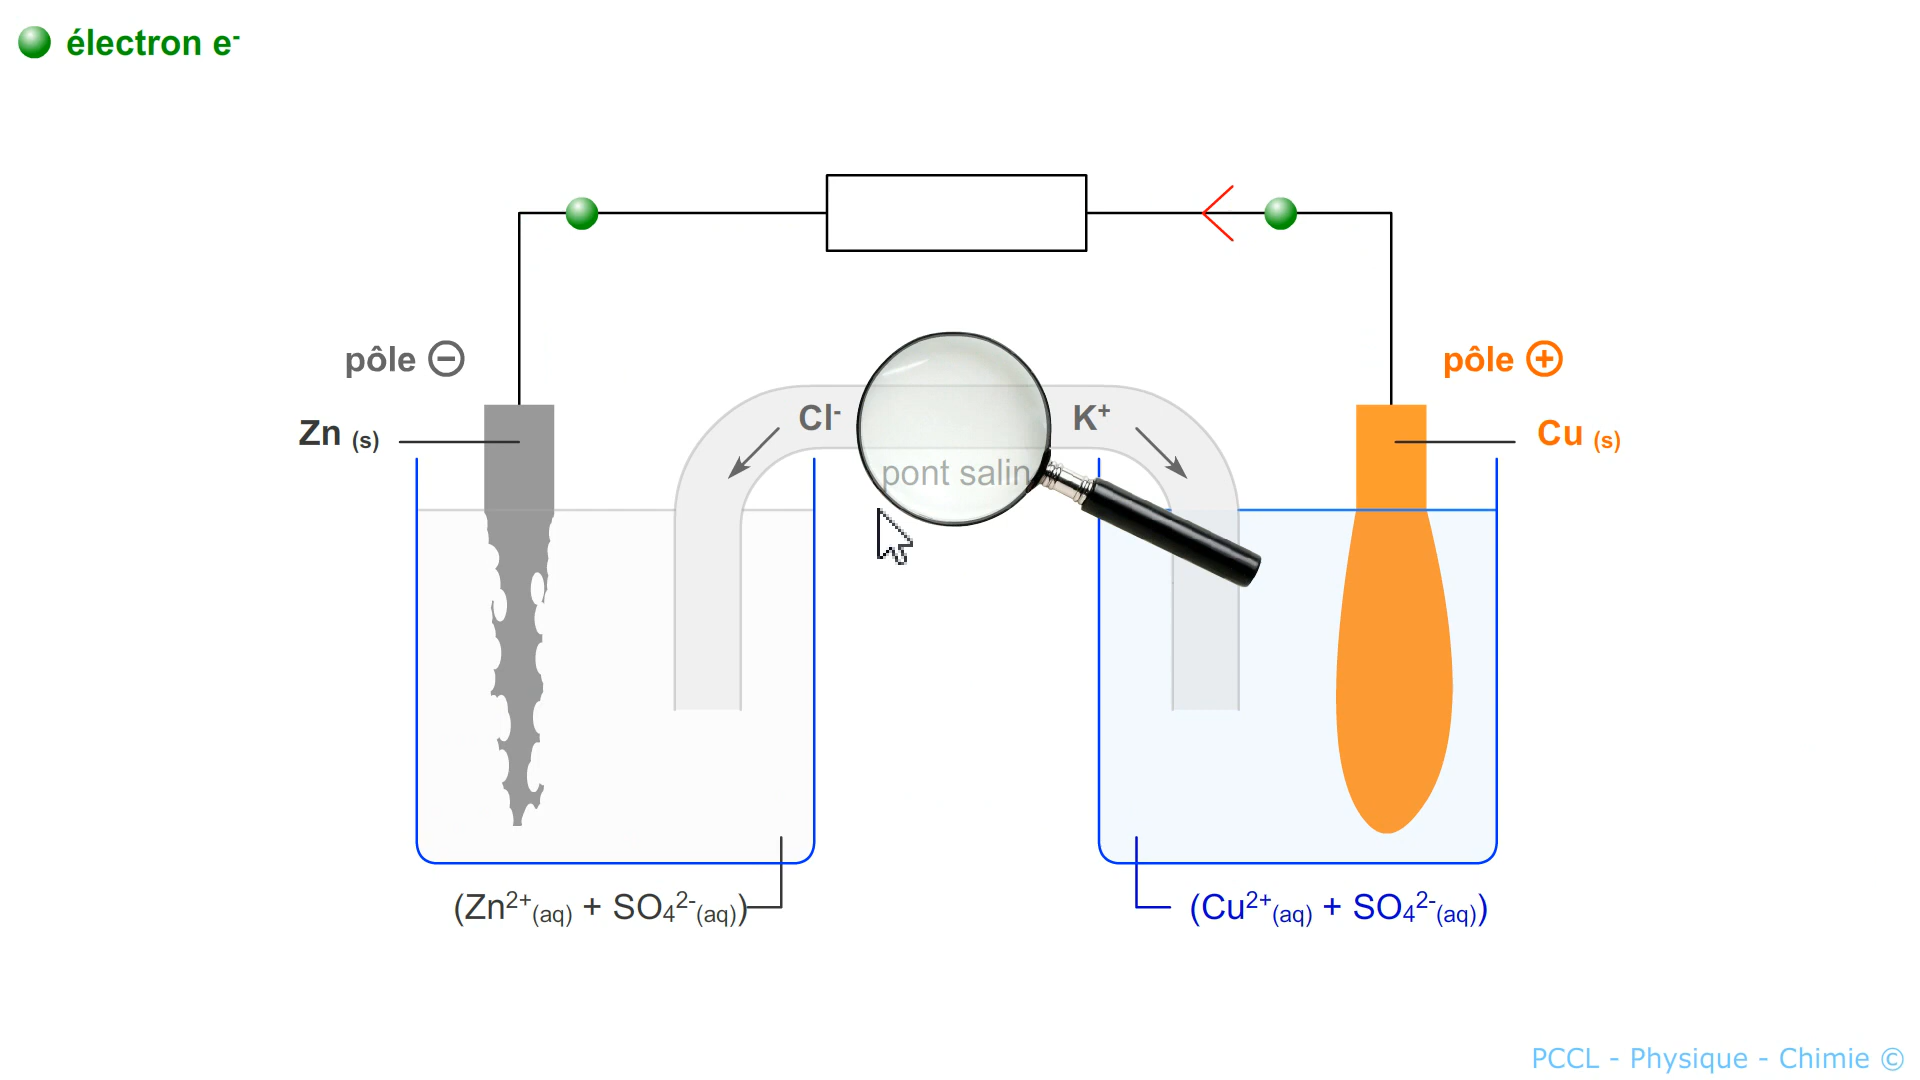 électron e⁻
pôle ⊖
pôle ⊕
Cl⁻
K⁺
Zn (s)
Cu (s)
pont salin
(Zn²⁺(aq) + SO₄²⁻(aq))
(Cu²⁺(aq) + SO₄²⁻(aq))
PCCL - Physique - Chimie ©